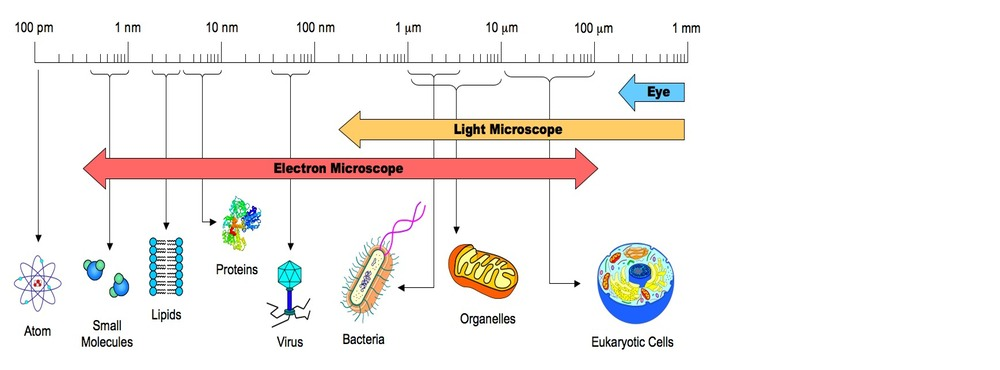 100 pm 1 nm 10 nm 100 nm 1 µm 10 µm 100 µm 1 mm
Eye
Light Microscope
Electron Microscope
Proteins
Lipids
Organelles
Atom
Small
Molecules
Virus
Bacteria
Eukaryotic Cells